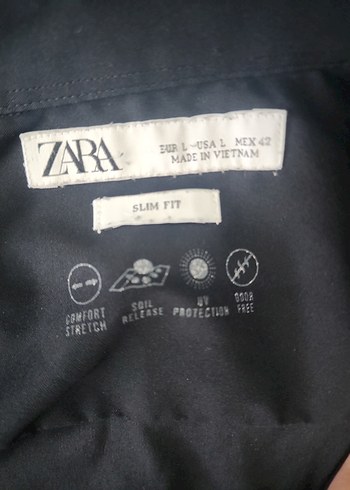 ZARA
EUR L - USA L MEX 42
MADE IN VIETNAM
SLIM FIT
COMFORT
STRETCH
SOIL
RELEASE
UV
PROTECTION
ODOR
FREE